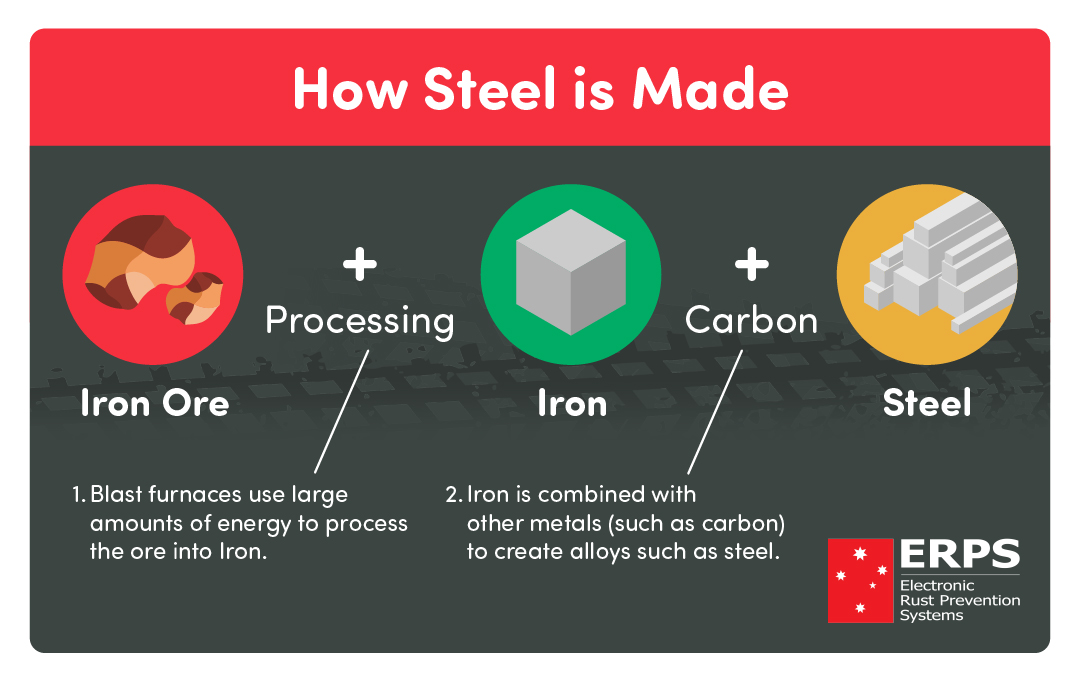 How Steel is Made
+
Processing
+
Carbon
Iron Ore
Iron
Steel
1. Blast furnaces use large
amounts of energy to process
the ore into Iron.
2. Iron is combined with
other metals (such as carbon)
to create alloys such as steel.
ERPS
Electronic
Rust Prevention
Systems